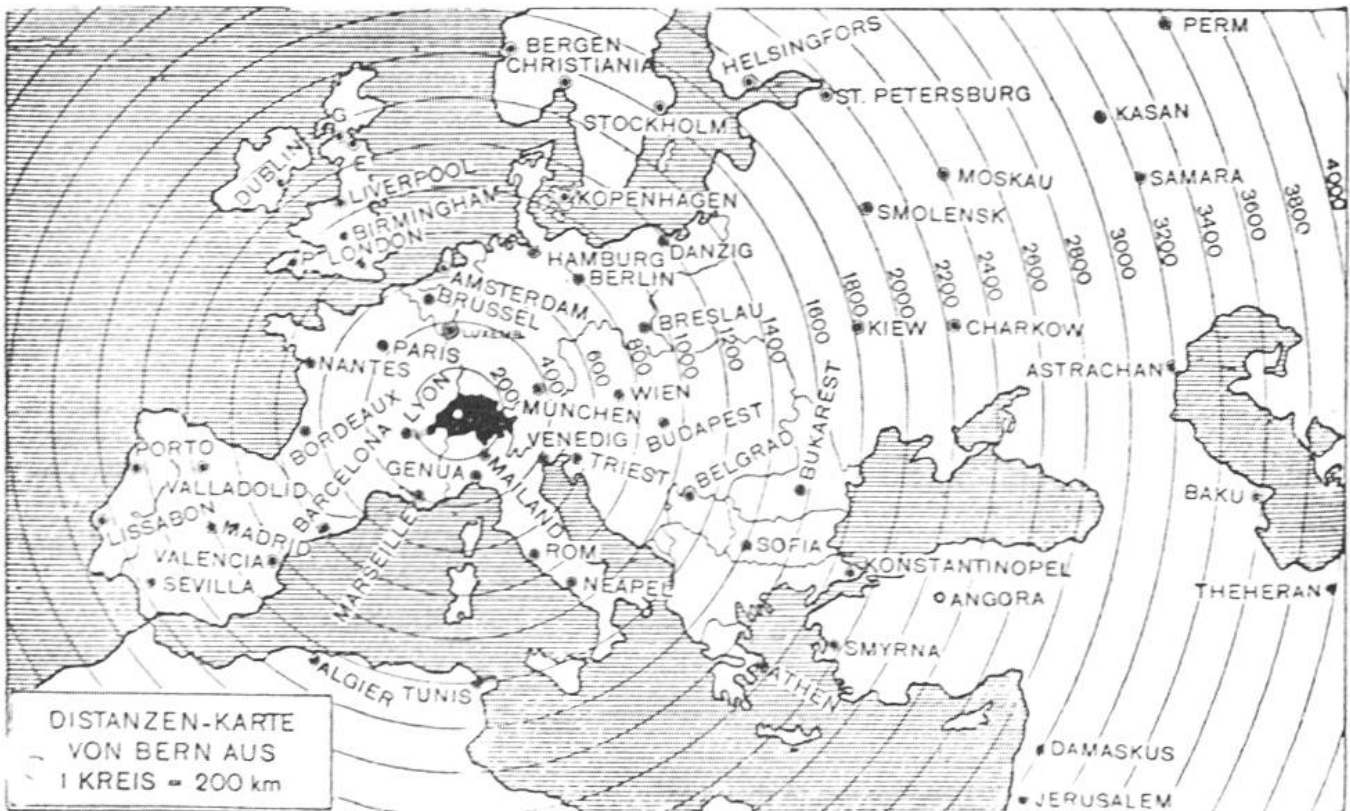 PERM
BERGEN
CHRISTIANIA
HELSINGFORS
ST. PETERSBURG
KASAN
STOCKHOLM
G
E
DUBLIN
LIVERPOOL
BIRMINGHAM
LONDON
P
KOPENHAGEN
MOSKAU
SAMARA
SMOLENSK
HAMBURG
DANZIG
BERLIN
AMSTERDAM
BRÜSSEL
LUXEMB.
BRESLAU
KIEW
CHARKOW
PARIS
NANTES
ASTRACHAN
200
400
600
800
1000
1200
1400
1600
1800
2000
2200
2400
2600
2800
3000
3200
3400
3600
3800
4000
WIEN
MÜNCHEN
BUDAPEST
LYON
BORDEAUX
BARCELONA
VENEDIG
TRIEST
GENUA
MAILAND
BELGRAD
BUKAREST
PORTO
VALLADOLID
LISSABON
MADRID
VALENCIA
SEVILLA
MARSEILLE
ROM
NEAPEL
SOFIA
KONSTANTINOPEL
ANGORA
BAKU
THEHERAN
SMYRNA
ATHEN
ALGIER
TUNIS
DAMASKUS
JERUSALEM
DISTANZEN-KARTE
VON BERN AUS
1 KREIS = 200 km